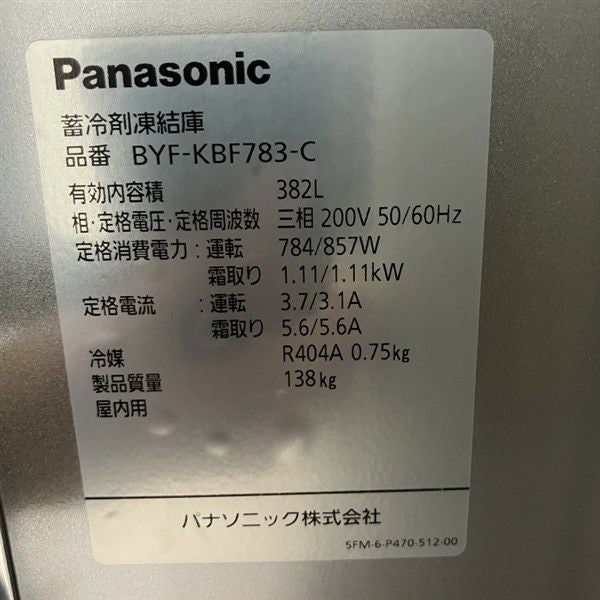 Panasonic
蓄冷剤凍結庫
品番 BYF-KBF783-C
有効内容積 382L
相・定格電圧・定格周波数 三相 200V 50/60Hz
定格消費電力：運転 784/857W
霜取り 1.11/1.11kW
定格電流 ：運転 3.7/3.1A
霜取り 5.6/5.6A
冷媒 R404A 0.75kg
製品質量 138kg
屋内用
パナソニック株式会社
SFM-6-P470-512-00